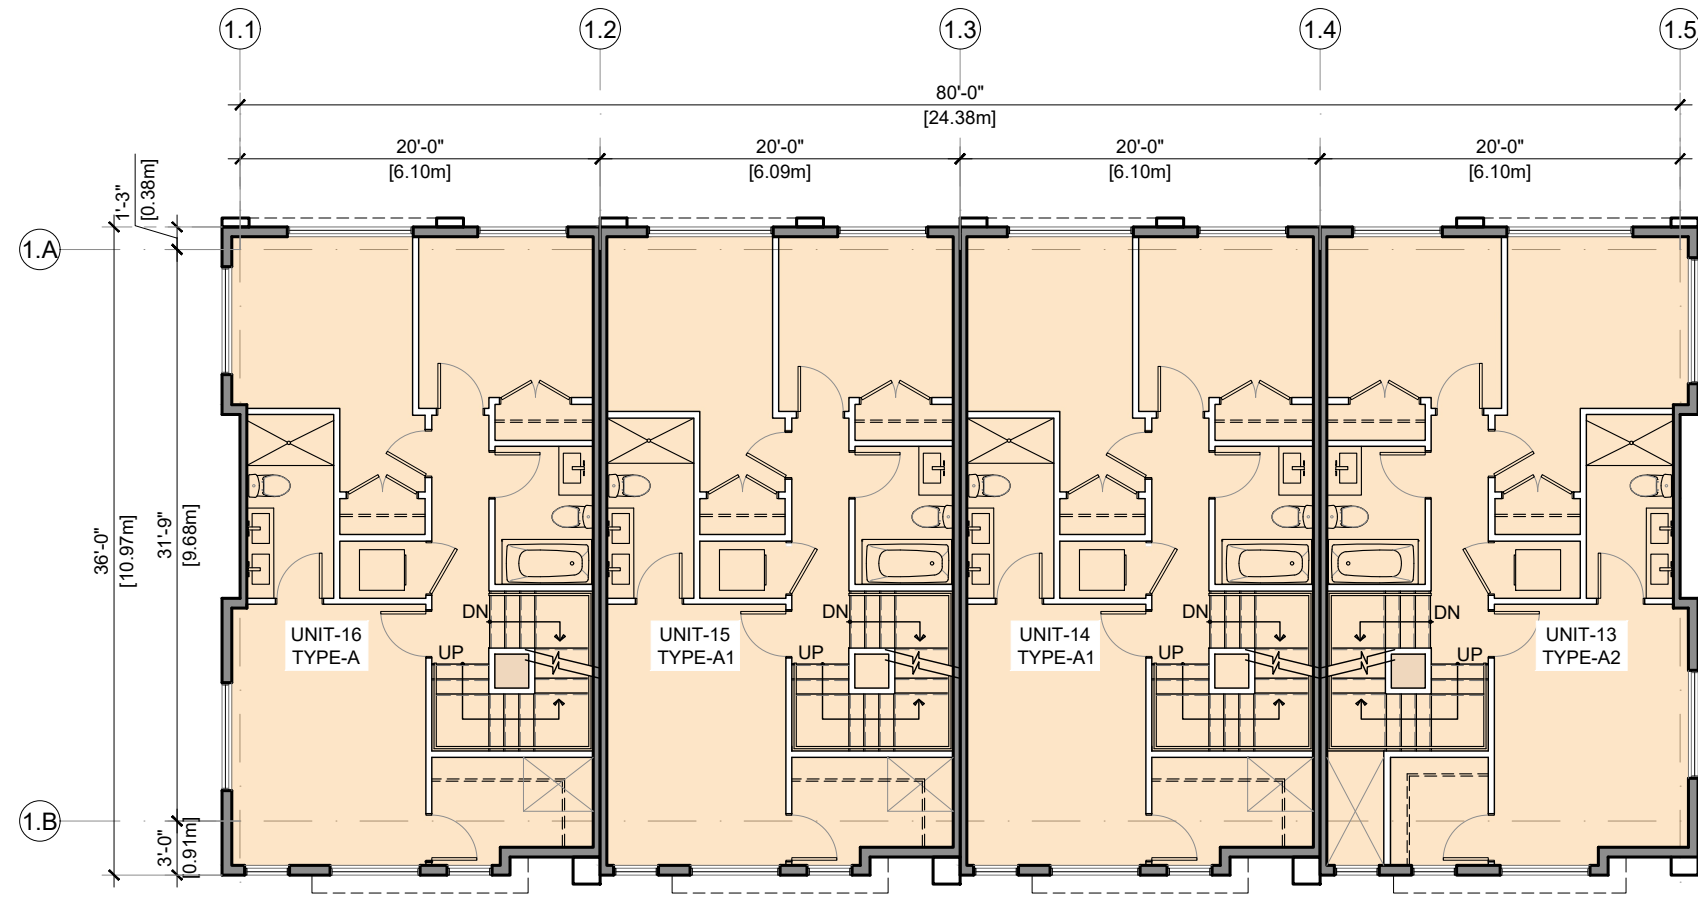 1.1
1.2
1.3
1.4
1.5
80'-0"
[24.38m]
20'-0"
[6.10m]
20'-0"
[6.09m]
20'-0"
[6.10m]
20'-0"
[6.10m]
1'-3"
[0.38m]
1.A
36'-0"
[10.97m]
31'-9"
[9.68m]
DN
DN
DN
DN
UNIT-16
TYPE-A
UNIT-15
TYPE-A1
UNIT-14
TYPE-A1
UNIT-13
TYPE-A2
UP
UP
UP
UP
1.B
3'-0"
[0.91m]